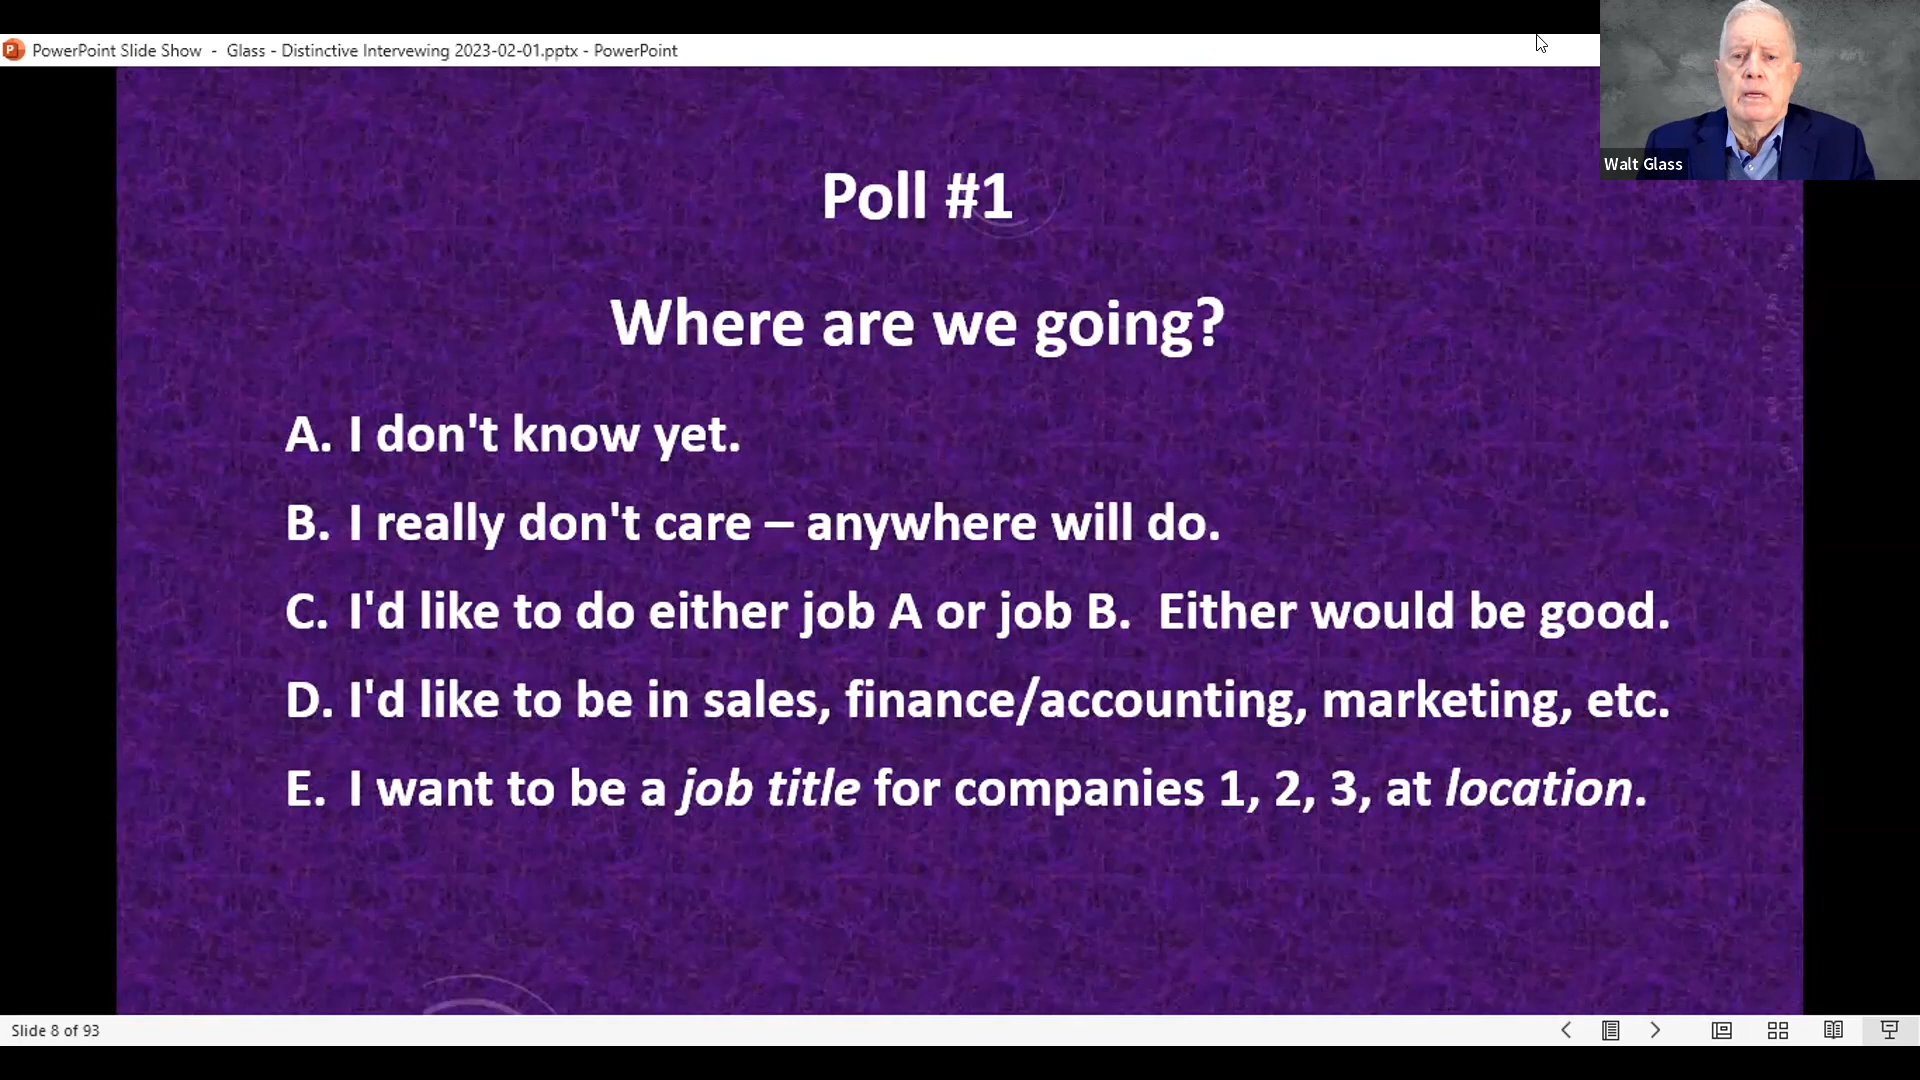 PowerPoint Slide Show - Glass - Distinctive Intervewing 2023-02-01.pptx - PowerPoint
Walt Glass
Poll #1
Where are we going?
A. I don't know yet.
B. I really don't care – anywhere will do.
C. I'd like to do either job A or job B. Either would be good.
D. I'd like to be in sales, finance/accounting, marketing, etc.
E. I want to be a job title for companies 1, 2, 3, at location.
Slide 8 of 93